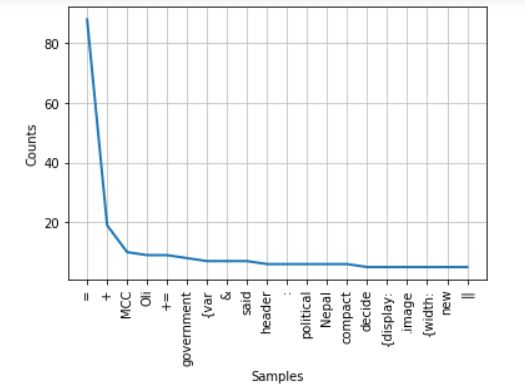 80
60
40
20
Counts
=
+
MCC
Oli
+=
government
{var
&
said
header
:
political
Nepal
compact
decide
{display:
.image
{width:
new
||
Samples